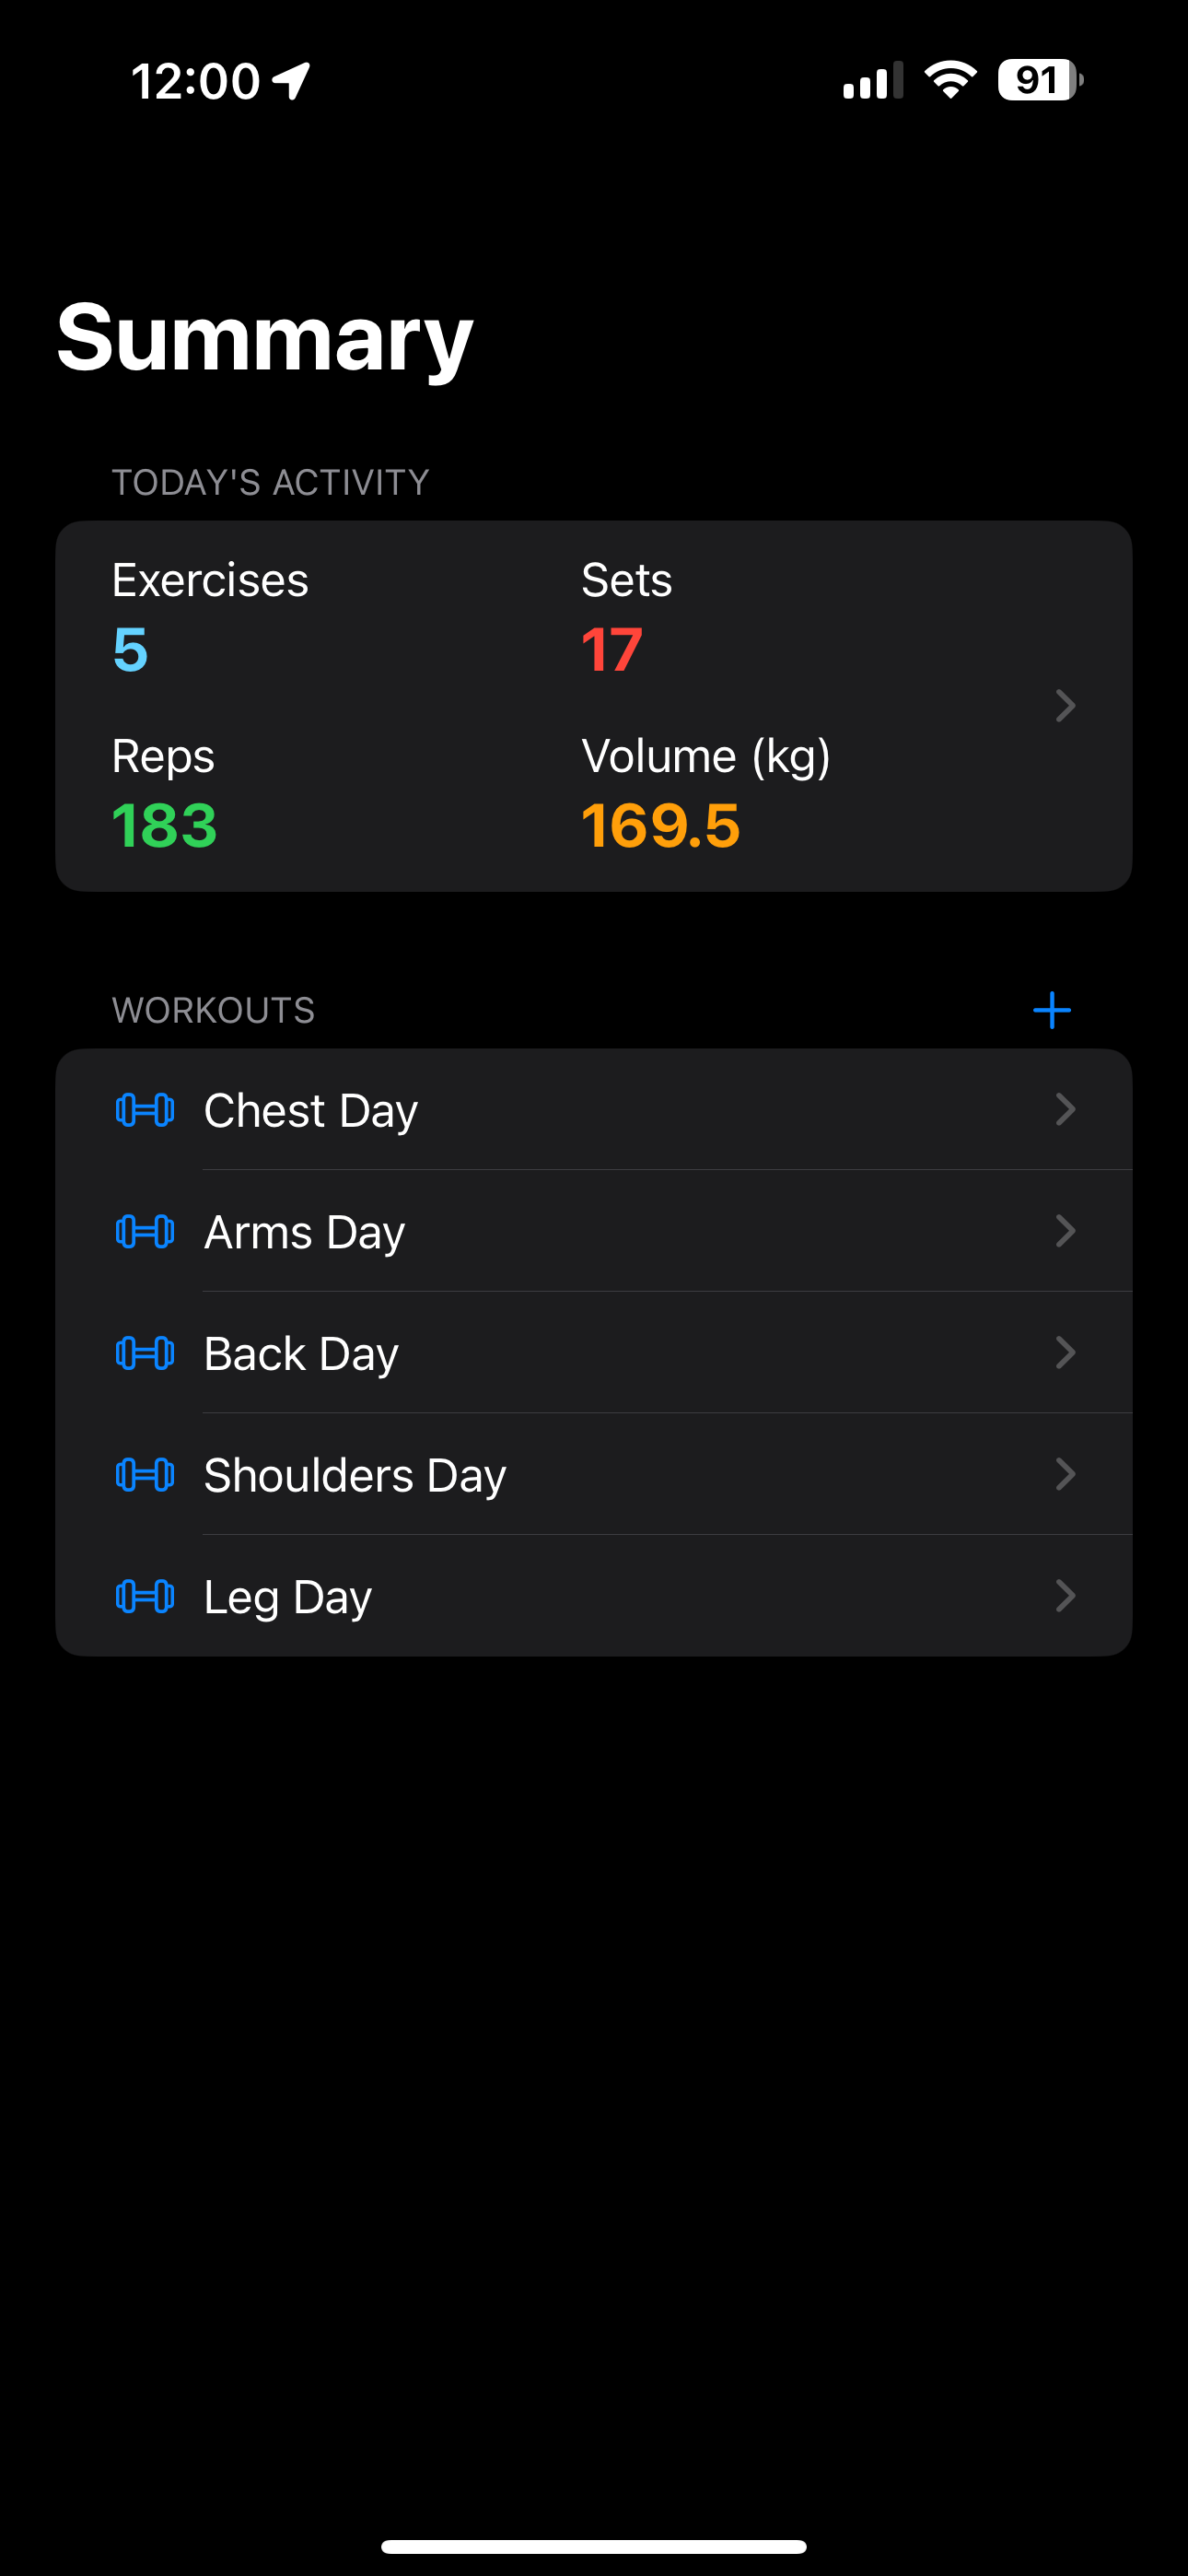 12:00
91
Summary
TODAY'S ACTIVITY
Exercises
5
Sets
17
Reps
183
Volume (kg)
169.5
WORKOUTS
Chest Day
Arms Day
Back Day
Shoulders Day
Leg Day